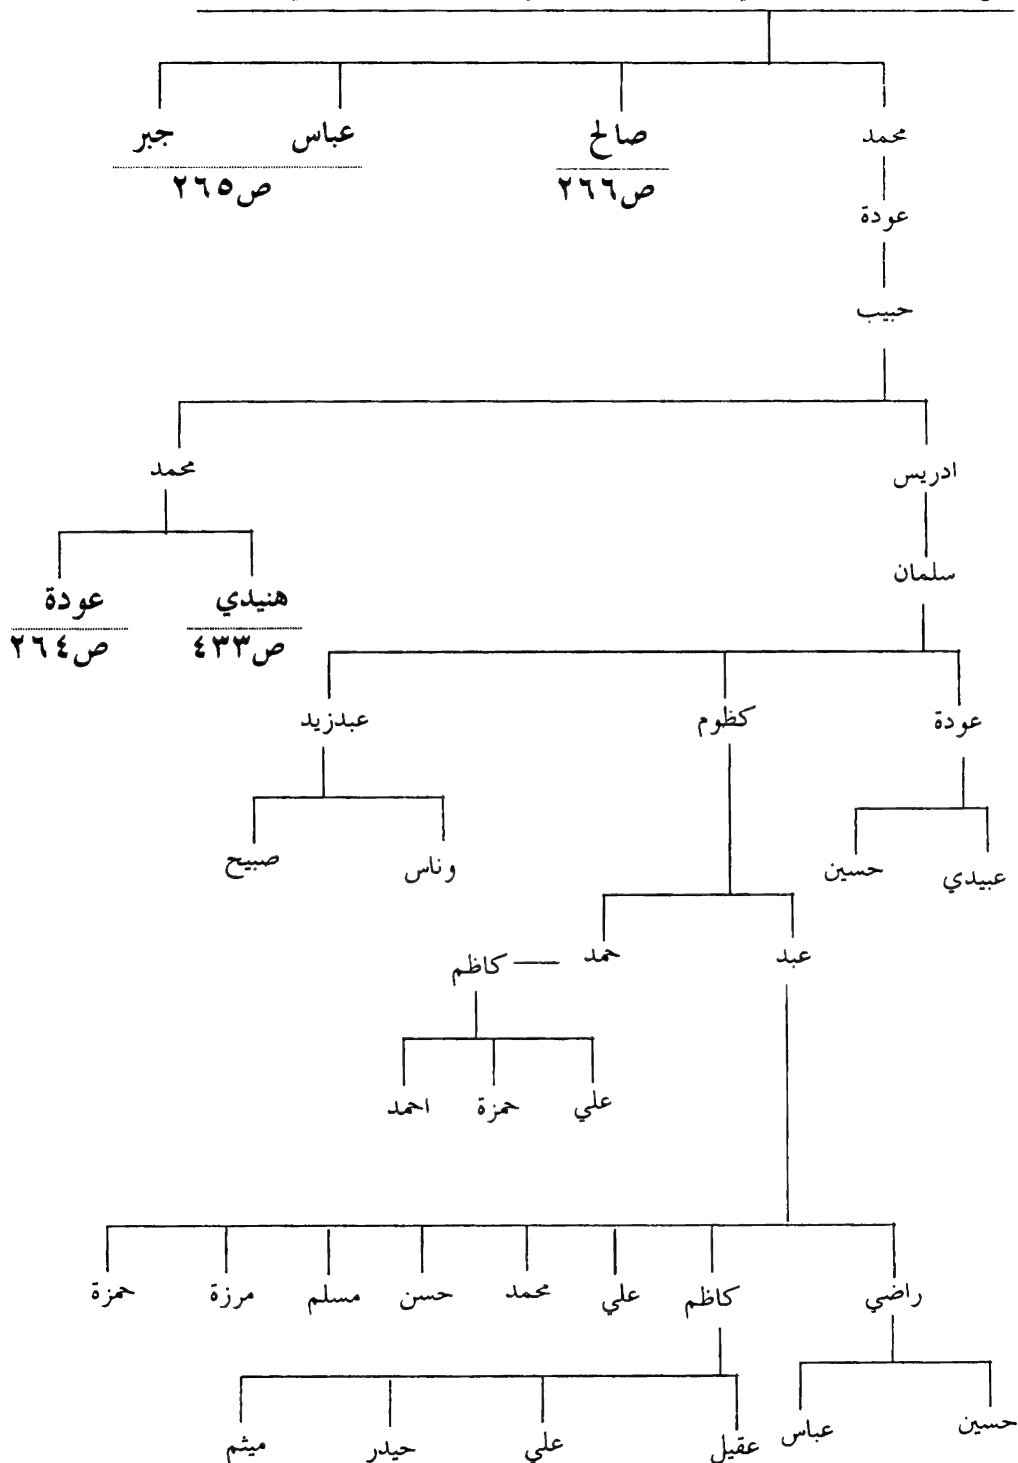 محمد صالح عباس جبر
ص٢٦٦ ص٢٦٥
عودة
حبيب
ادريس محمد
سلمان
هنيدي عودة
ص٤٣٣ ص٢٦٤
عودة كظوم عبدزيد
عبيدي حسين وناس صبيح
عبد حمد كاظم
علي حمزة احمد
راضي كاظم علي محمد حسن مسلم مرزة حمزة
حسين عباس عقيل علي حيدر ميثم